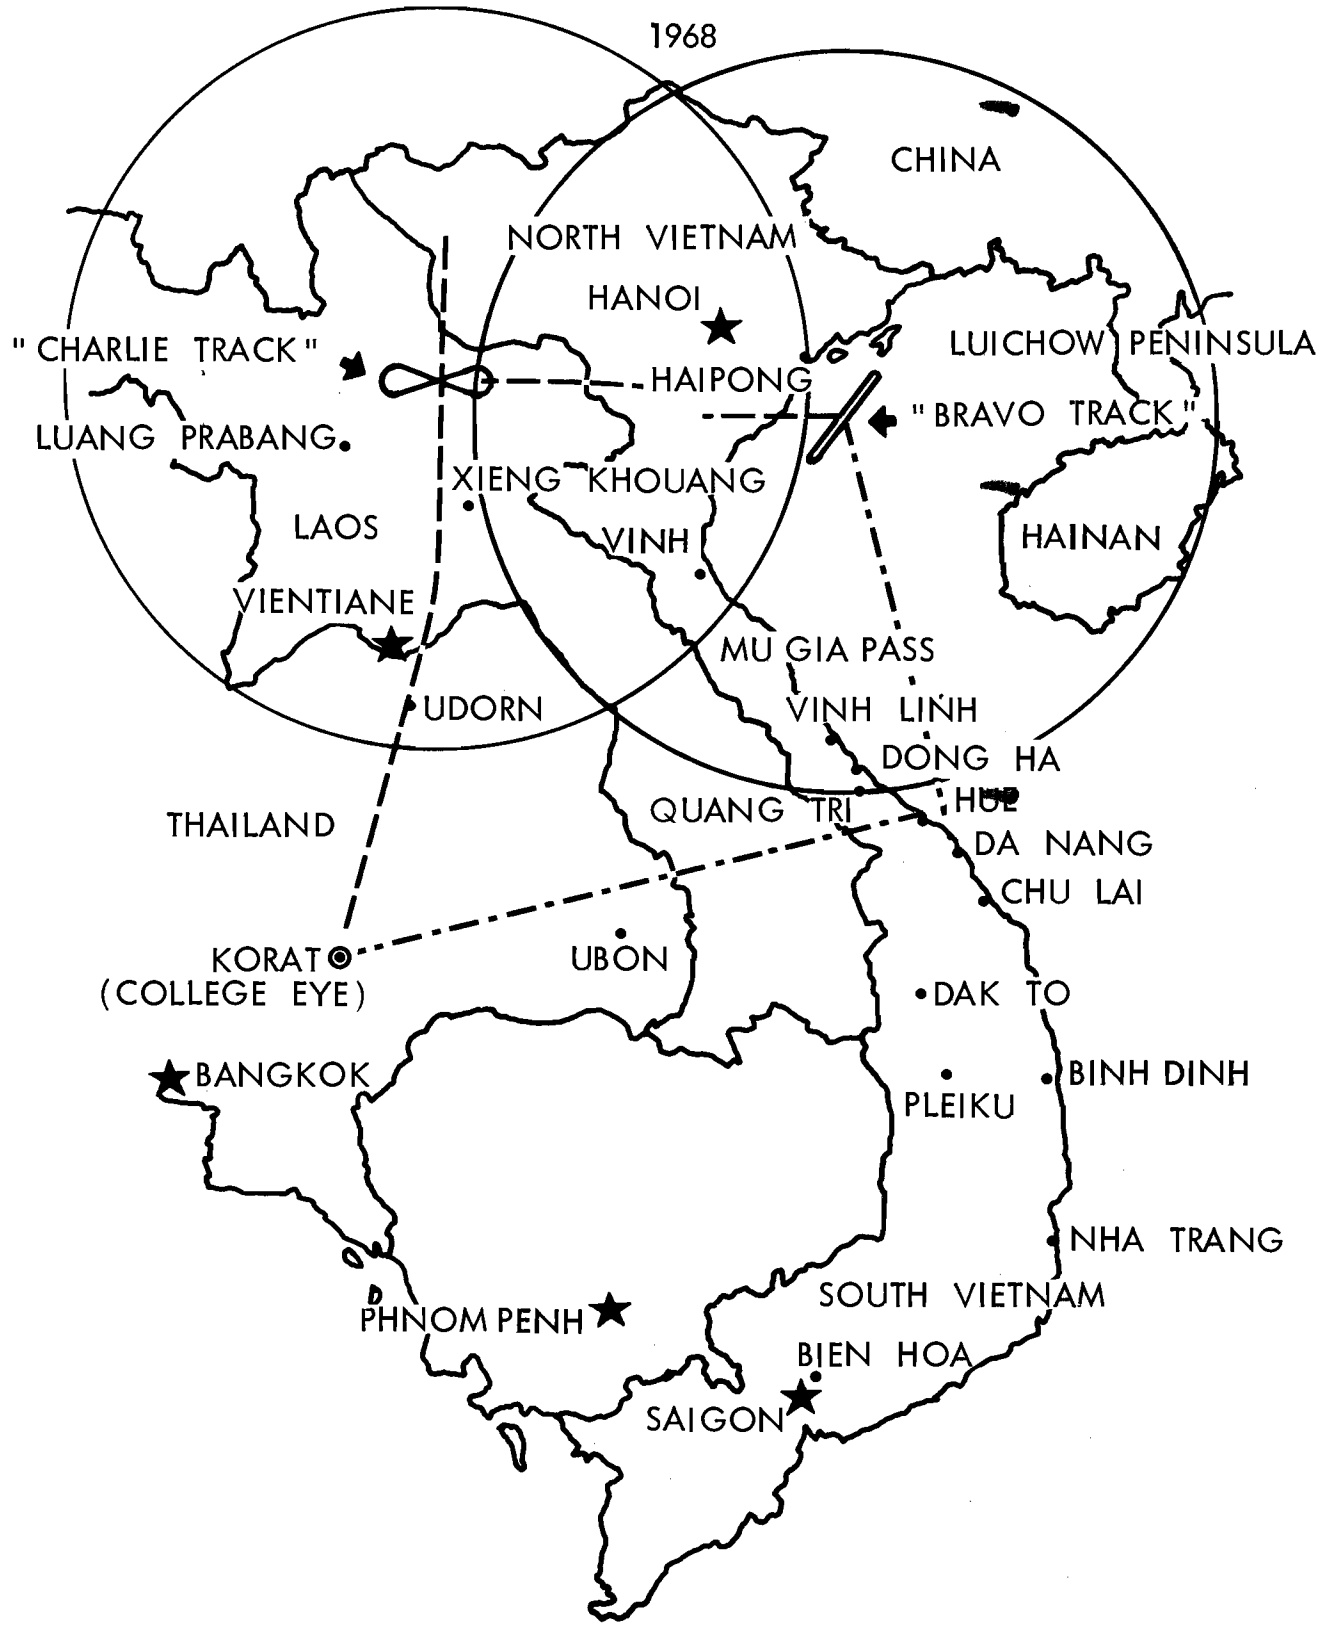 1968
CHINA
NORTH VIETNAM
HANOI
"CHARLIE TRACK"
LUICHOW PENINSULA
HAIPONG
"BRAVO TRACK"
LUANG PRABANG
XIENG KHOUANG
LAOS
VINH
HAINAN
VIENTIANE
MU GIA PASS
UDORN
VINH LINH
DONG HA
HUE
QUANG TRI
THAILAND
DA NANG
CHU LAI
KORAT
(COLLEGE EYE)
UBON
DAK TO
BANGKOK
BINH DINH
PLEIKU
NHA TRANG
SOUTH VIETNAM
PHNOM PENH
BIEN HOA
SAIGON